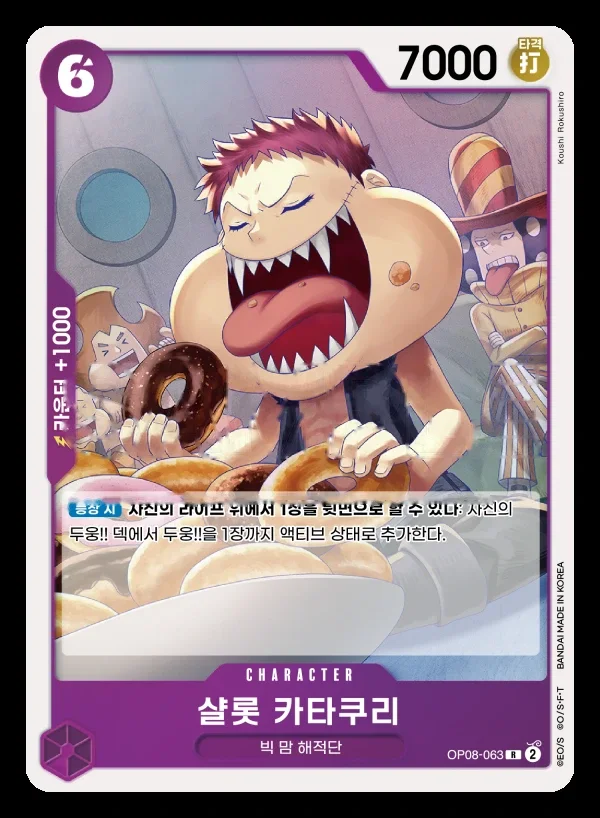 6
7000
타격
打
Koushi Rokushiro
카운터 +1000
등장 시 자신의 라이프 위에서 1장을 뒷면으로 할 수 있다: 자신의
두웅!! 덱에서 두웅!!을 1장까지 액티브 상태로 추가한다.
CHARACTER
샬롯 카타쿠리
빅 맘 해적단
OP08-063 R 2
©EO/S ©O/S·F·T BANDAI MADE IN KOREA